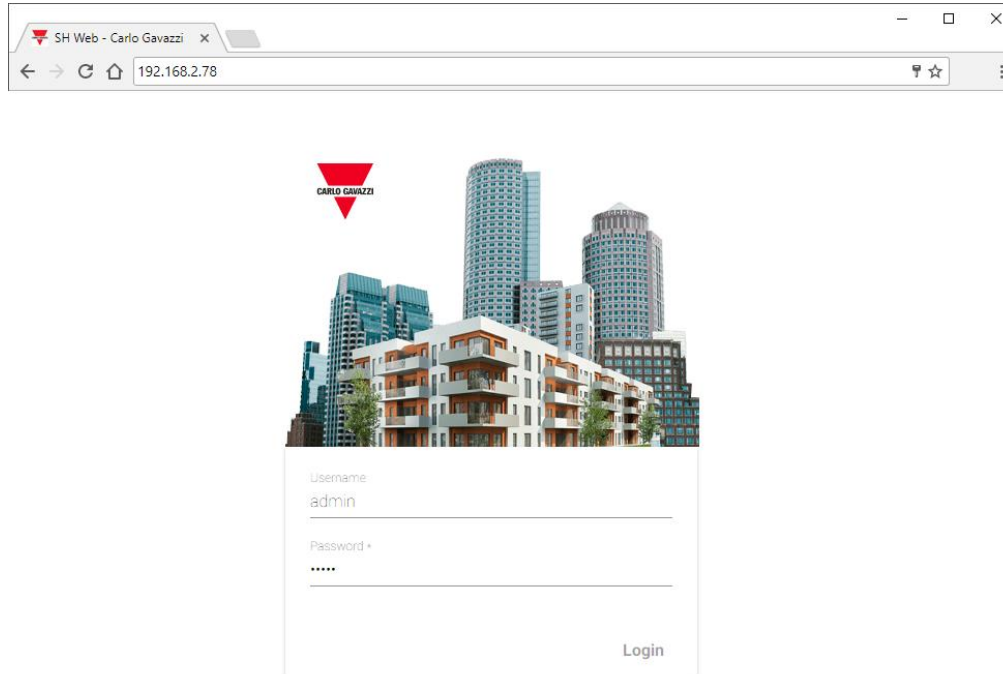 SH Web - Carlo Gavazzi
192.168.2.78
CARLO GAVAZZI
Username
admin
Password *
•••••
Login